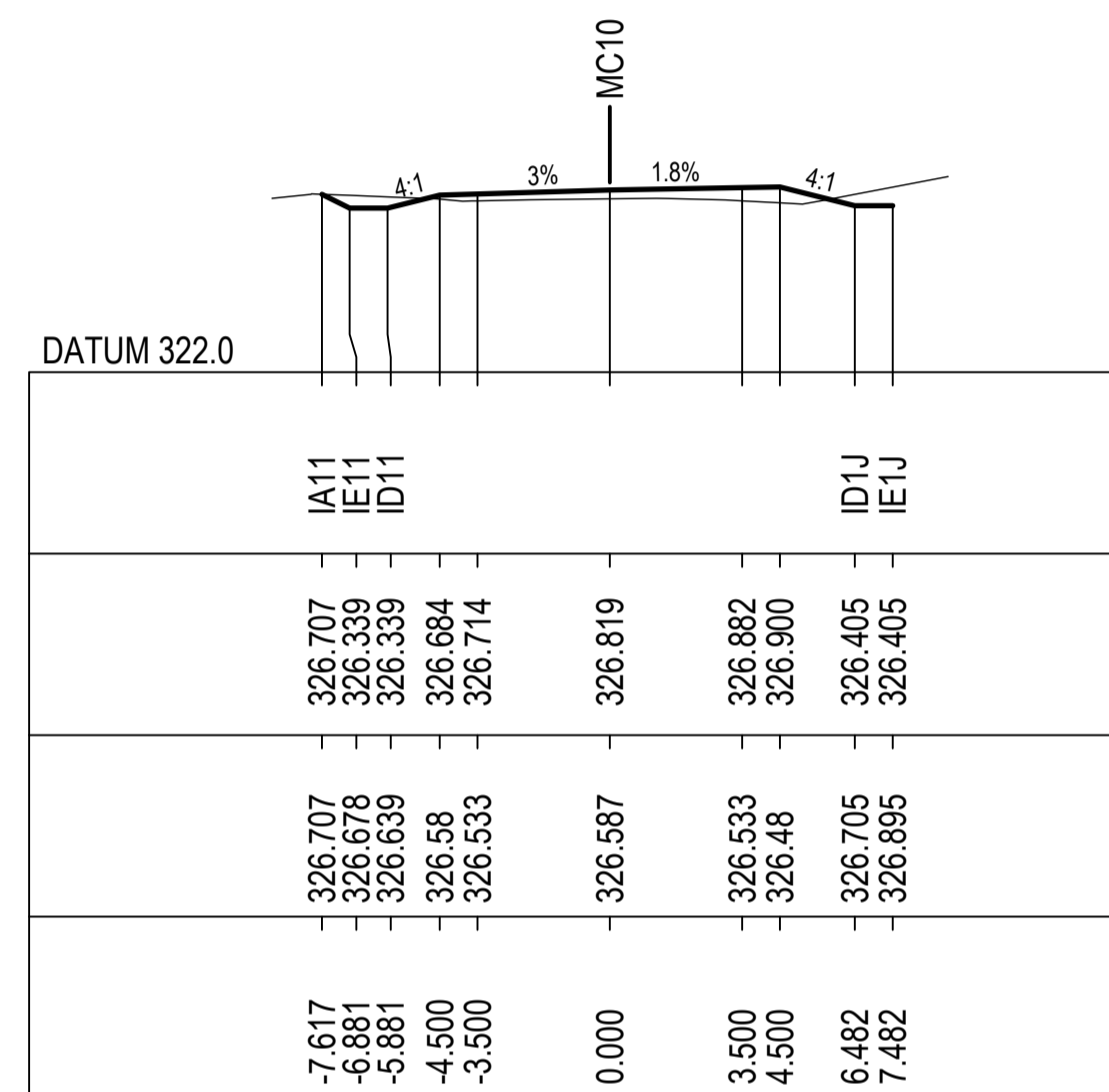 MC10
4:1 3% 1.8% 4:1
DATUM 322.0
IA11 IE11 ID11 ID1J IE1J
326.707 326.339 326.339 326.684 326.714 326.819 326.882 326.900 326.405 326.405
326.707 326.678 326.639 326.58 326.533 326.587 326.533 326.48 326.705 326.895
-7.617 -6.881 -5.881 -4.500 -3.500 0.000 3.500 4.500 6.482 7.482